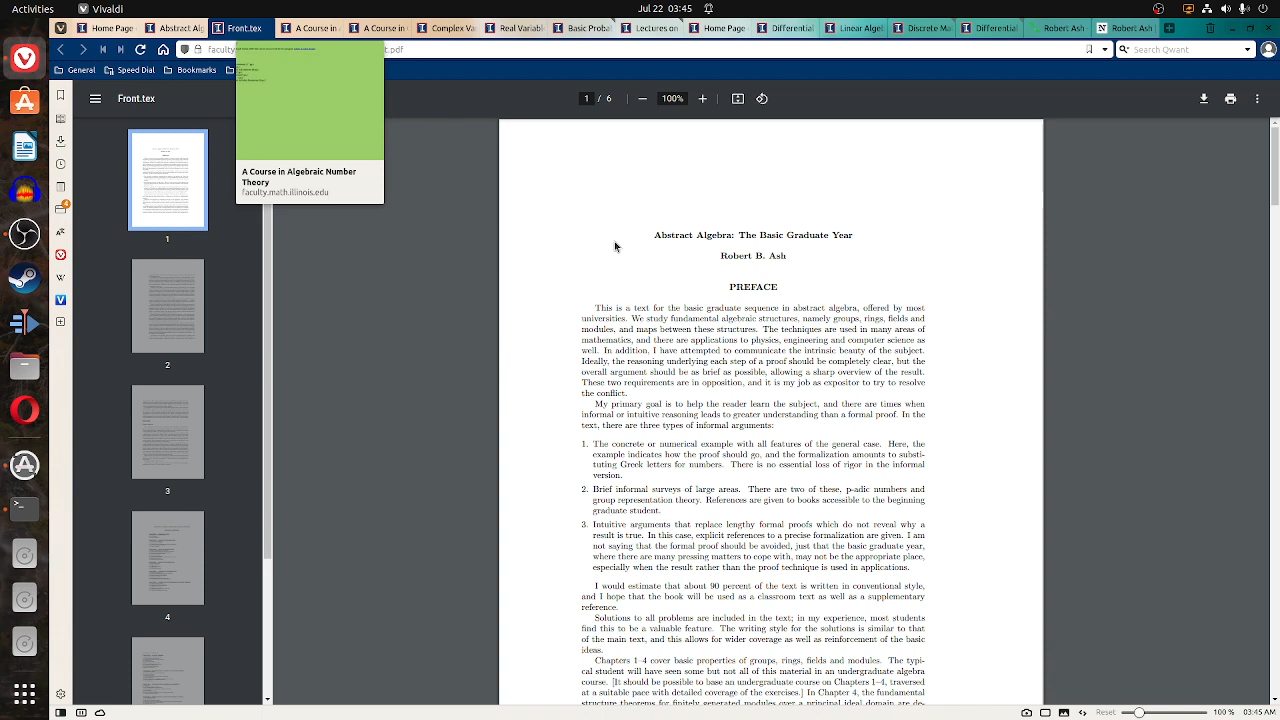 Activities
Vivaldi
Jul 20 03:45
Home Page
Abstract Alg
Front.tex
A Course in
A Course in
Complex Va
Real Variabl
Basic Probab
Lectures on
Home Page
Linear Algeb
Discrete Ma
Differential
Robert Ash
Robert Ash
.pdf
Search Qwant
General
Front.tex
1 / 6
100%
A Course in Algebraic Number
Theory
faculty.math.illinois.edu
1
2
3
4
Abstract Algebra: The Basic Graduate Year
Robert B. Ash
PREFACE
This is a text for the basic graduate sequence in abstract algebra, offered by most
universities. We study fundamental algebraic structures, namely groups, rings, fields and
modules, and maps between these structures. The techniques are used in many areas of
mathematics, and there are applications to physics, engineering and computer science as
well. In addition, I have attempted to communicate the intrinsic beauty of the subject.
Ideally, the reasoning underlying each step of a proof should be completely clear, but the
overall argument should be as brief as possible, allowing a sharp overview of the result.
These two requirements are in opposition, and it is my job as expositor to try to resolve
the conflict.
My primary goal is to help the reader learn the subject, and there are times when
informal or intuitive reasoning leads to greater understanding than a formal proof. In the
text, there are three types of informal arguments:
1. The concrete or numerical example with all features of the general case. Here, the
example indicates how the proof should go, and the formalization amounts to substi-
tuting Greek letters for numbers. There is no essential loss of rigor in the informal
version.
2. Brief informal surveys of large areas. There are two of these, p-adic numbers and
group representation theory. References are given to books accessible to the beginning
graduate student.
3. Intuitive arguments that replace lengthy formal proofs which do not reveal why a
result is true. In this case, explicit references to a precise formalization are given. I am
not saying that the formal proof should be avoided, just that the basic graduate year,
where there are many pressing matters to cope with, may not be the appropriate place,
especially when the result rather than the proof technique is used in applications.
I would estimate that about 90 percent of the text is written in conventional style,
and I hope that the book will be used as a classroom text as well as a supplementary
reference.
Solutions to all problems are included in the text; in my experience, most students
find this to be a valuable feature. The writing style for the solutions is similar to that
of the main text, and this allows for wider coverage as well as reinforcement of the basic
ideas.
Chapters 1–4 cover basic properties of groups, rings, fields and modules. The typi-
cal student will have seen some but not all of this material in an undergraduate algebra
course. [It should be possible to base an undergraduate course on Chapters 1–4, traversed
at a suitable pace with detailed coverage of the exercises.] In Chapter 4, the fundamental
structure theorems for finitely generated modules over a principal ideal domain are de-
Reset
100 %
03:45 AM